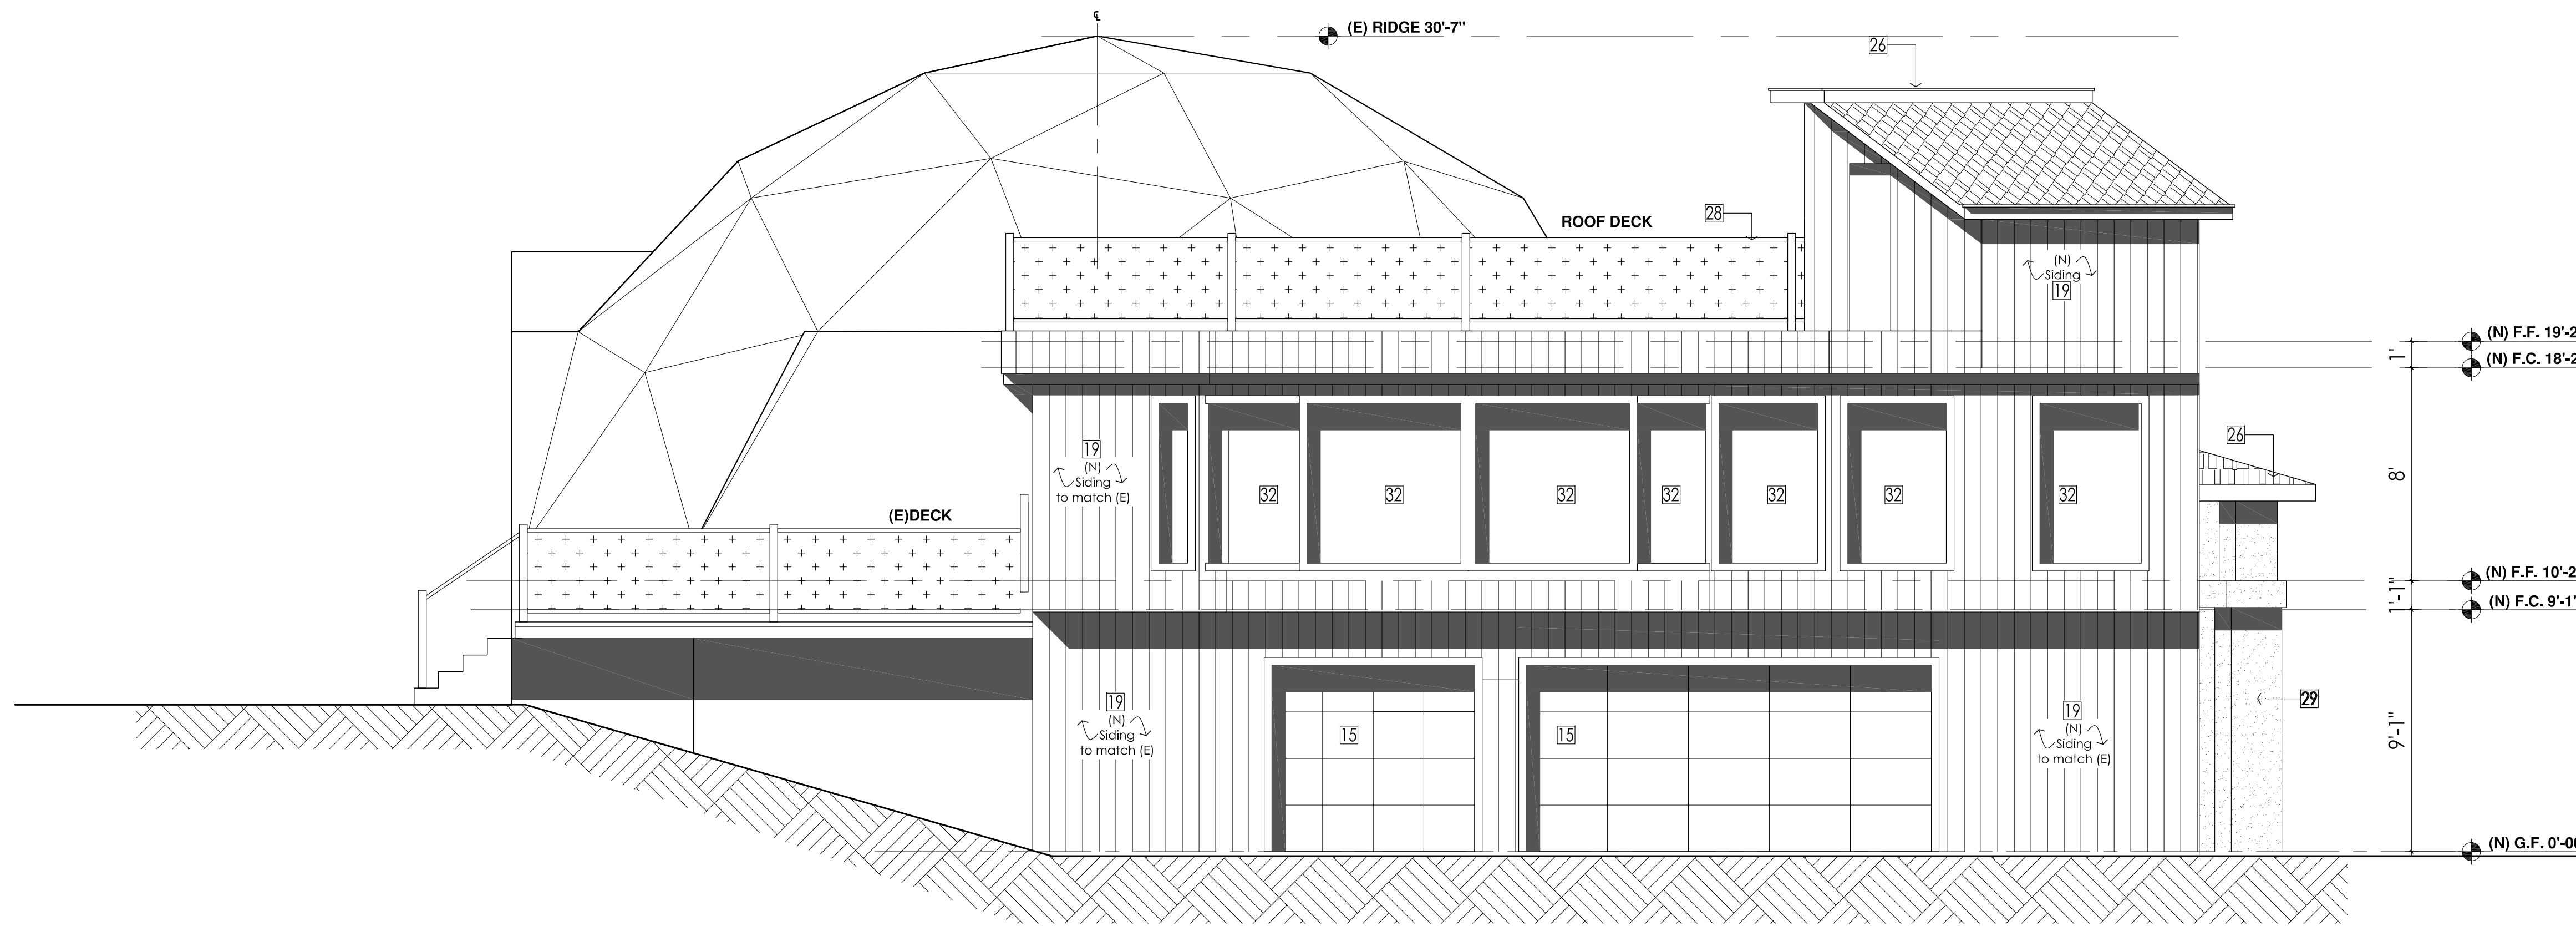 ℄
(E) RIDGE 30'-7"
26
ROOF DECK
28
(N)
Siding
19
(N) F.F. 19'-2
1'
(N) F.C. 18'-2
19
(N)
Siding
to match (E)
26
8'
32
32
32
32
32
32
32
(E)DECK
(N) F.F. 10'-2
1'-1"
(N) F.C. 9'-1"
19
(N)
Siding
to match (E)
15
15
19
(N)
Siding
to match (E)
29
9'-1"
(N) G.F. 0'-0